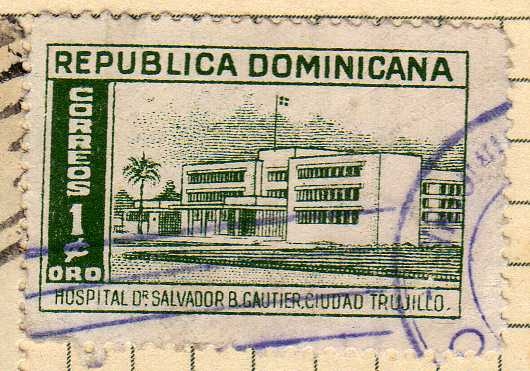 REPUBLICA DOMINICANA
CORREOS
1¢
ORO
HOSPITAL DR SALVADOR B. GAUTIER. CIUDAD TRUJILLO.